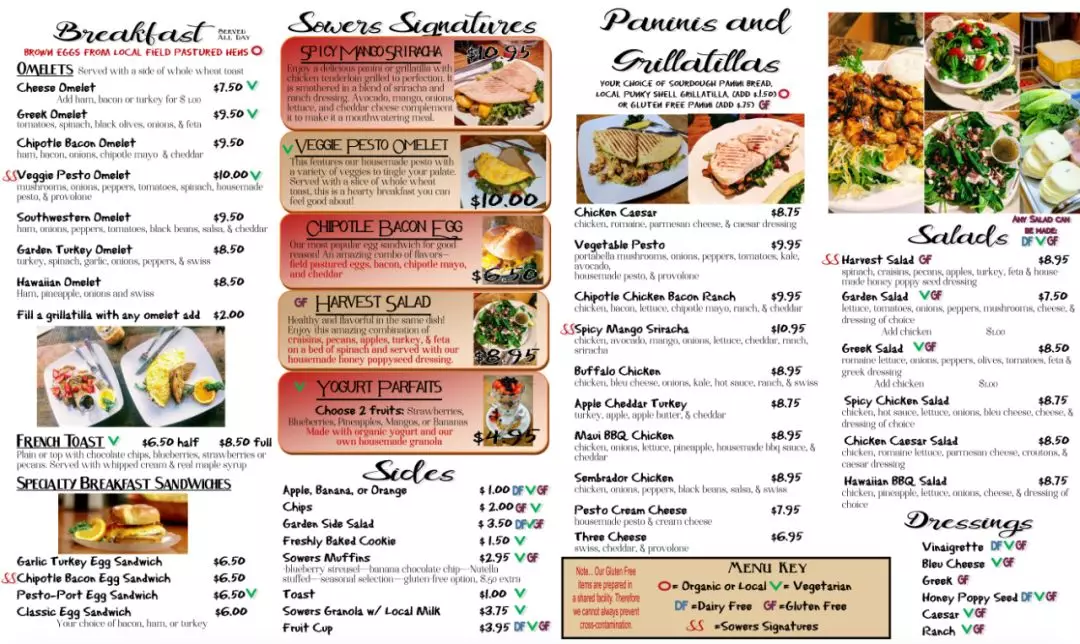 Breakfast SERVED ALL DAY
BROWN EGGS FROM LOCAL FIELD PASTURED HENS
OMELETS Served with a side of whole wheat toast
Cheese Omelet $7.50 V
Add ham, bacon or turkey for $ 1.00
Greek Omelet $9.50 V
tomatoes, spinach, black olives, onions, & feta
Chipotle Bacon Omelet $9.50
ham, bacon, onions, chipotle mayo & cheddar
SS Veggie Pesto Omelet $10.00 V
mushrooms, onions, peppers, tomatoes, spinach, housemade
pesto, & provolone
Southwestern Omelet $9.50
ham, onions, peppers, tomatoes, black beans, salsa, & cheddar
Garden Turkey Omelet $8.50
turkey, spinach, garlic, onions, peppers, & swiss
Hawaiian Omelet $8.50
Ham, pineapple, onions and swiss
Fill a grillatilla with any omelet add $2.00
FRENCH TOAST V $6.50 half $8.50 full
Plain or top with chocolate chips, blueberries, strawberries or
pecans. Served with whipped cream & real maple syrup
SPECIALTY BREAKFAST SANDWICHES
Garlic Turkey Egg Sandwich $6.50
SS Chipotle Bacon Egg Sandwich $6.50
Pesto-Port Egg Sandwich $6.50 V
Classic Egg Sandwich $6.00
Your choice of bacon, ham, or turkey
Sowers Signatures
SPICY MANGO SRIRACHA $10.95
Enjoy a delicious panini or grillatilla with
chicken tenderloin grilled to perfection. It
is smothered in a blend of sriracha and
ranch dressing. Avocado, mango, onions,
lettuce, and cheddar cheese complement
it to make it a mouthwatering meal.
V VEGGIE PESTO OMELET
This features our housemade pesto with
a variety of veggies to tingle your palate.
Served with a slice of whole wheat
toast, this is a hearty breakfast you can
feel good about!
$10.00
CHIPOTLE BACON EGG
Our most popular egg sandwich for good
reason! An amazing combo of flavors—
field pastured eggs, bacon, chipotle mayo,
and cheddar
$6.50
GF HARVEST SALAD
Healthy and flavorful in the same dish!
Enjoy this amazing combination of
craisins, pecans, apples, turkey, & feta
on a bed of spinach and served with our
housemade honey poppyseed dressing.
$8.95
V YOGURT PARFAITS
Choose 2 fruits: Strawberries,
Blueberries, Pineapples, Mangos, or Bananas
Made with organic yogurt and our
own housemade granola
$4.95
Sides
Apple, Banana, or Orange $ 1.00 DF V GF
Chips $ 2.00 GF V
Garden Side Salad $ 3.50 DF V GF
Freshly Baked Cookie $ 1.50 V
Sowers Muffins $2.95 V GF
-blueberry streusel—banana chocolate chip—Nutella
stuffed—seasonal selection—gluten-free option, 8.50 extra
Toast $1.00 V
Sowers Granola w/ Local Milk $3.75 V
Fruit Cup $3.95 DF V GF
Paninis and
Grillatillas
YOUR CHOICE OF SOURDOUGH PANINI BREAD,
LOCAL PUNKY SHELL GRILLATILLA, (ADD $1.50)
OR GLUTEN FREE PANINI (ADD $.75) GF
Chicken Caesar $8.75
chicken, romaine, parmesan cheese, & caesar dressing
Vegetable Pesto $9.95
portabella mushrooms, onions, peppers, tomatoes, kale,
avocado,
housemade pesto, & provolone
Chipotle Chicken Bacon Ranch $9.95
chicken, bacon, lettuce, chipotle mayo, ranch, & cheddar
SS Spicy Mango Sriracha $10.95
chicken, avocado, mango, onions, lettuce, cheddar, ranch,
sriracha
Buffalo Chicken $8.95
chicken, bleu cheese, onions, kale, hot sauce, ranch, & swiss
Apple Cheddar Turkey $8.75
turkey, apple, apple butter, & cheddar
Maui BBQ Chicken $8.95
chicken, onions, lettuce, pineapple, housemade bbq sauce, &
cheddar
Sembrador Chicken $8.95
chicken, onions, peppers, black beans, salsa, & swiss
Pesto Cream Cheese $7.95
housemade pesto & cream cheese
Three Cheese $6.95
swiss, cheddar, & provolone
Note... Our Gluten Free
Items are prepared in
a shared facility. Therefore
we cannot always prevent
cross-contamination.
MENU KEY
O = Organic or Local V = Vegetarian
DF =Dairy Free GF =Gluten Free
SS =Sowers Signatures
Salads
ANY SALAD CAN
BE MADE:
DF V GF
SS Harvest Salad GF $8.95
spinach, craisins, pecans, apples, turkey, feta & house
made honey poppy seed dressing
Garden Salad V GF $7.50
lettuce, tomatoes, onions, peppers, mushrooms, cheese, &
dressing of choice
Add chicken $1.00
Greek Salad V GF $8.50
romaine lettuce, onions, peppers, olives, tomatoes, feta &
greek dressing
Add chicken $1.00
Spicy Chicken Salad $8.75
chicken, hot sauce, lettuce, onions, bleu cheese, cheese, &
dressing of choice
Chicken Caesar Salad $8.50
chicken, romaine lettuce, parmesan cheese, croutons, &
caesar dressing
Hawaiian BBQ Salad $8.75
chicken, pineapple, lettuce, onions, cheese, & dressing of
choice
Dressings
Vinaigrette DF V GF
Bleu Cheese V GF
Greek GF
Honey Poppy Seed DF V GF
Caesar V GF
Ranch V GF